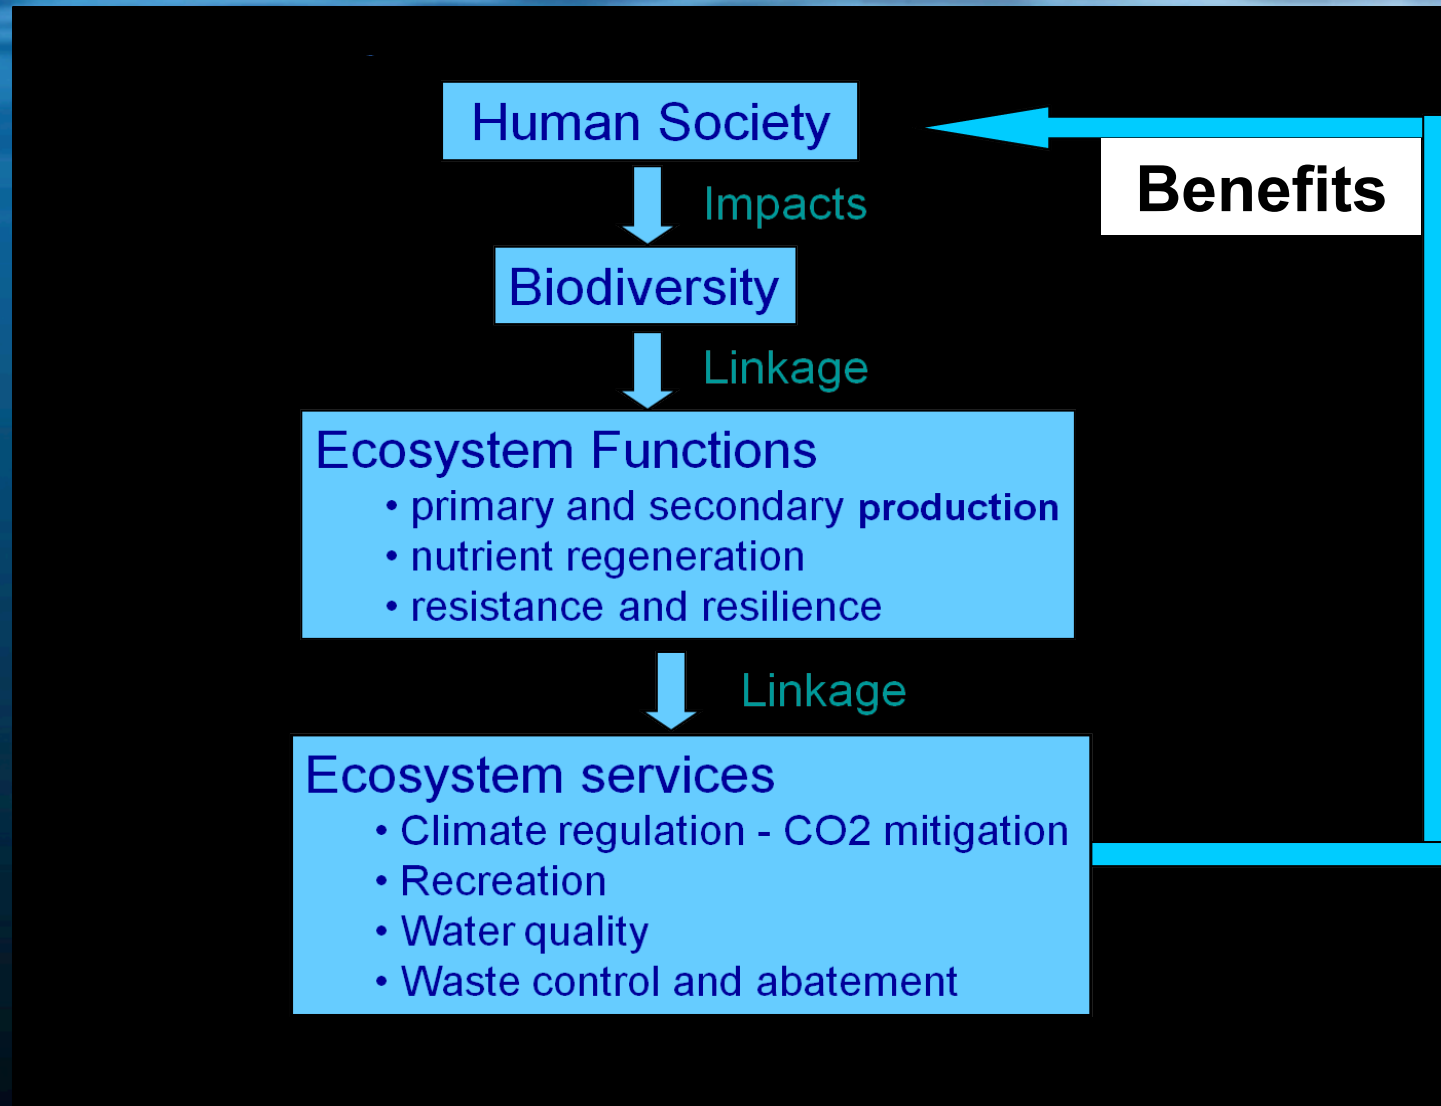 Human Society
Benefits
Impacts
Biodiversity
Linkage
Ecosystem Functions
• primary and secondary production
• nutrient regeneration
• resistance and resilience
Linkage
Ecosystem services
• Climate regulation - CO2 mitigation
• Recreation
• Water quality
• Waste control and abatement